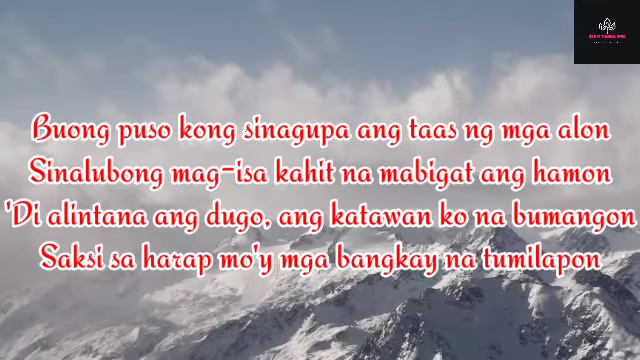 Buong puso kong sinagupa ang taas ng mga alon
Sinalubong mag-isa kahit na mabigat ang hamon
'Di alintana ang dugo, ang katawan ko na bumangon
Saksi sa harap mo'y mga bangkay na tumilapon